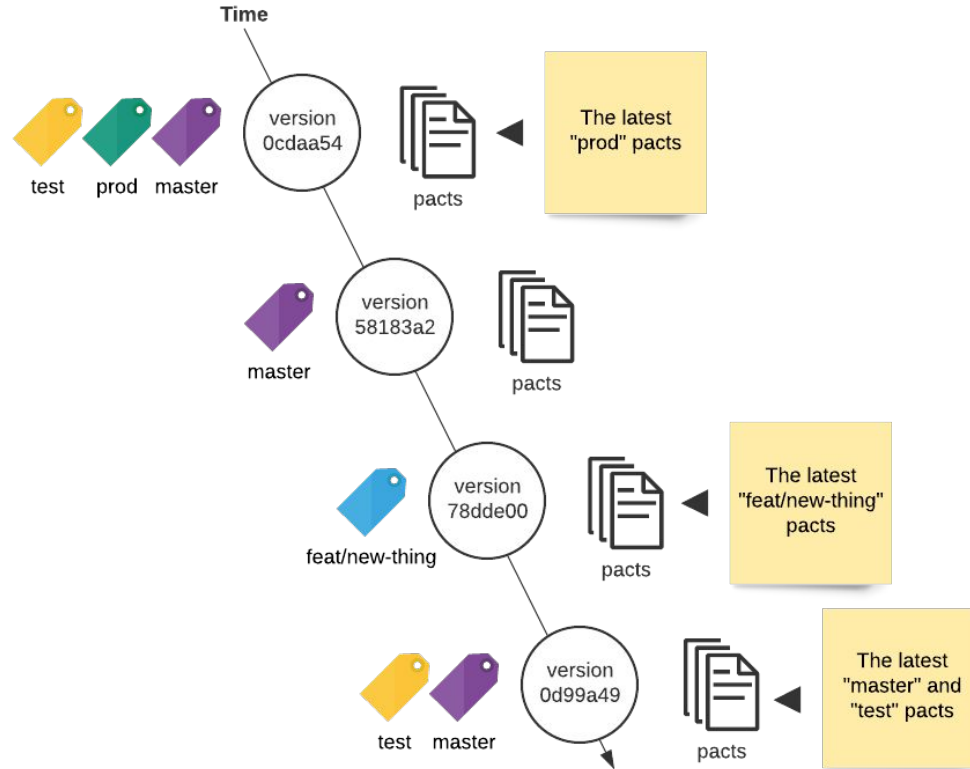 Time
version
0cdaa54
test
prod
master
pacts
The latest
"prod" pacts
version
58183a2
master
pacts
version
78dde00
feat/new-thing
pacts
The latest
"feat/new-thing"
pacts
version
0d99a49
test
master
pacts
The latest
"master" and
"test" pacts